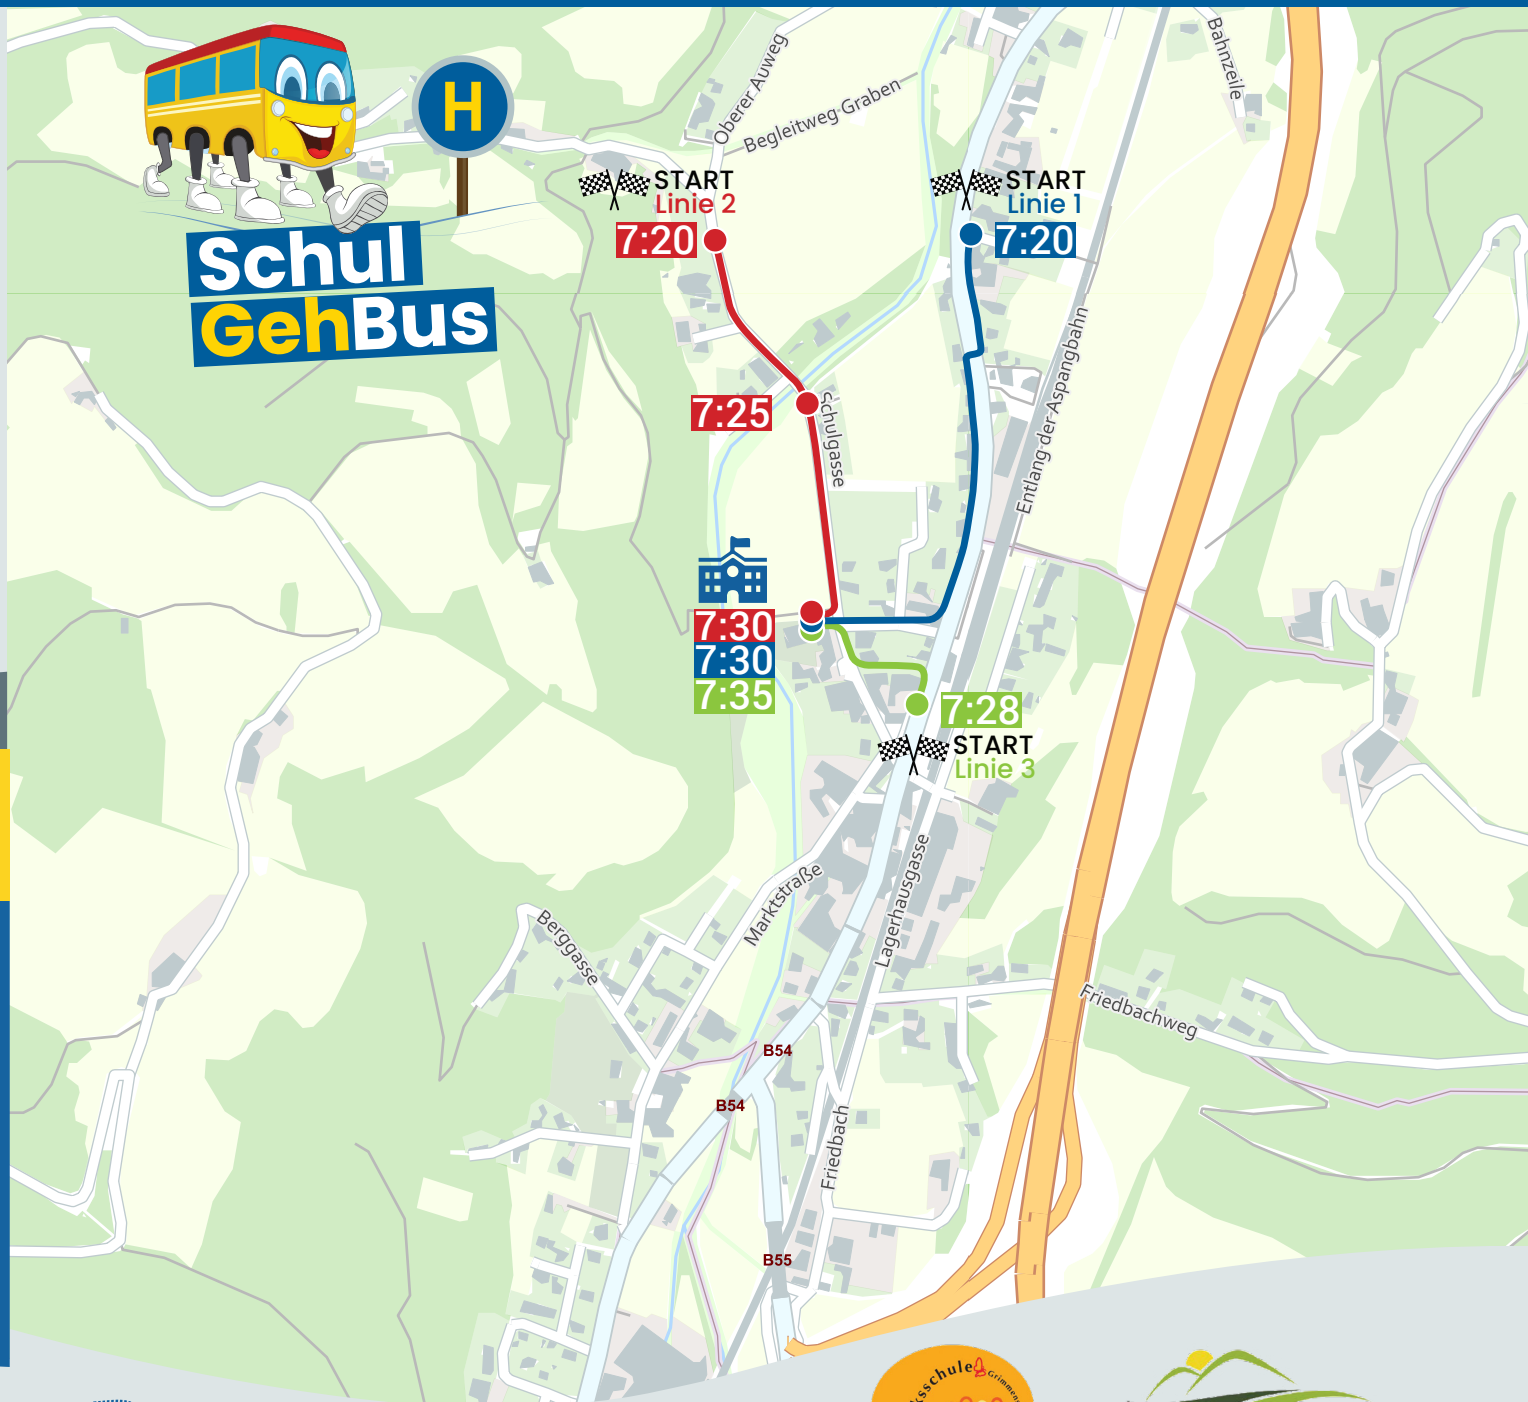 Oberer Auweg
Begleitweg Graben
Bahnzeile
H
START
Linie 2
7:20
START
Linie 1
7:20
Schul
GehBus
Entlang der Aspangbahn
7:25
Schulgasse
7:30
7:30
7:35
7:28
START
Linie 3
Lagerhausgasse
Marktstraße
Berggasse
Friedbachweg
B54
B54
Friedbach
B55